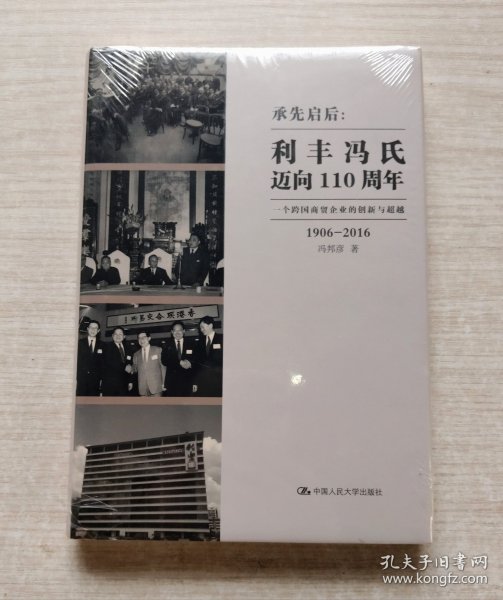 承先启后：
利丰冯氏
迈向110周年
一个跨国商贸企业的创新与超越
1906-2016
冯邦彦 著
中国人民大学出版社
孔夫子旧书网
www.kongfz.com